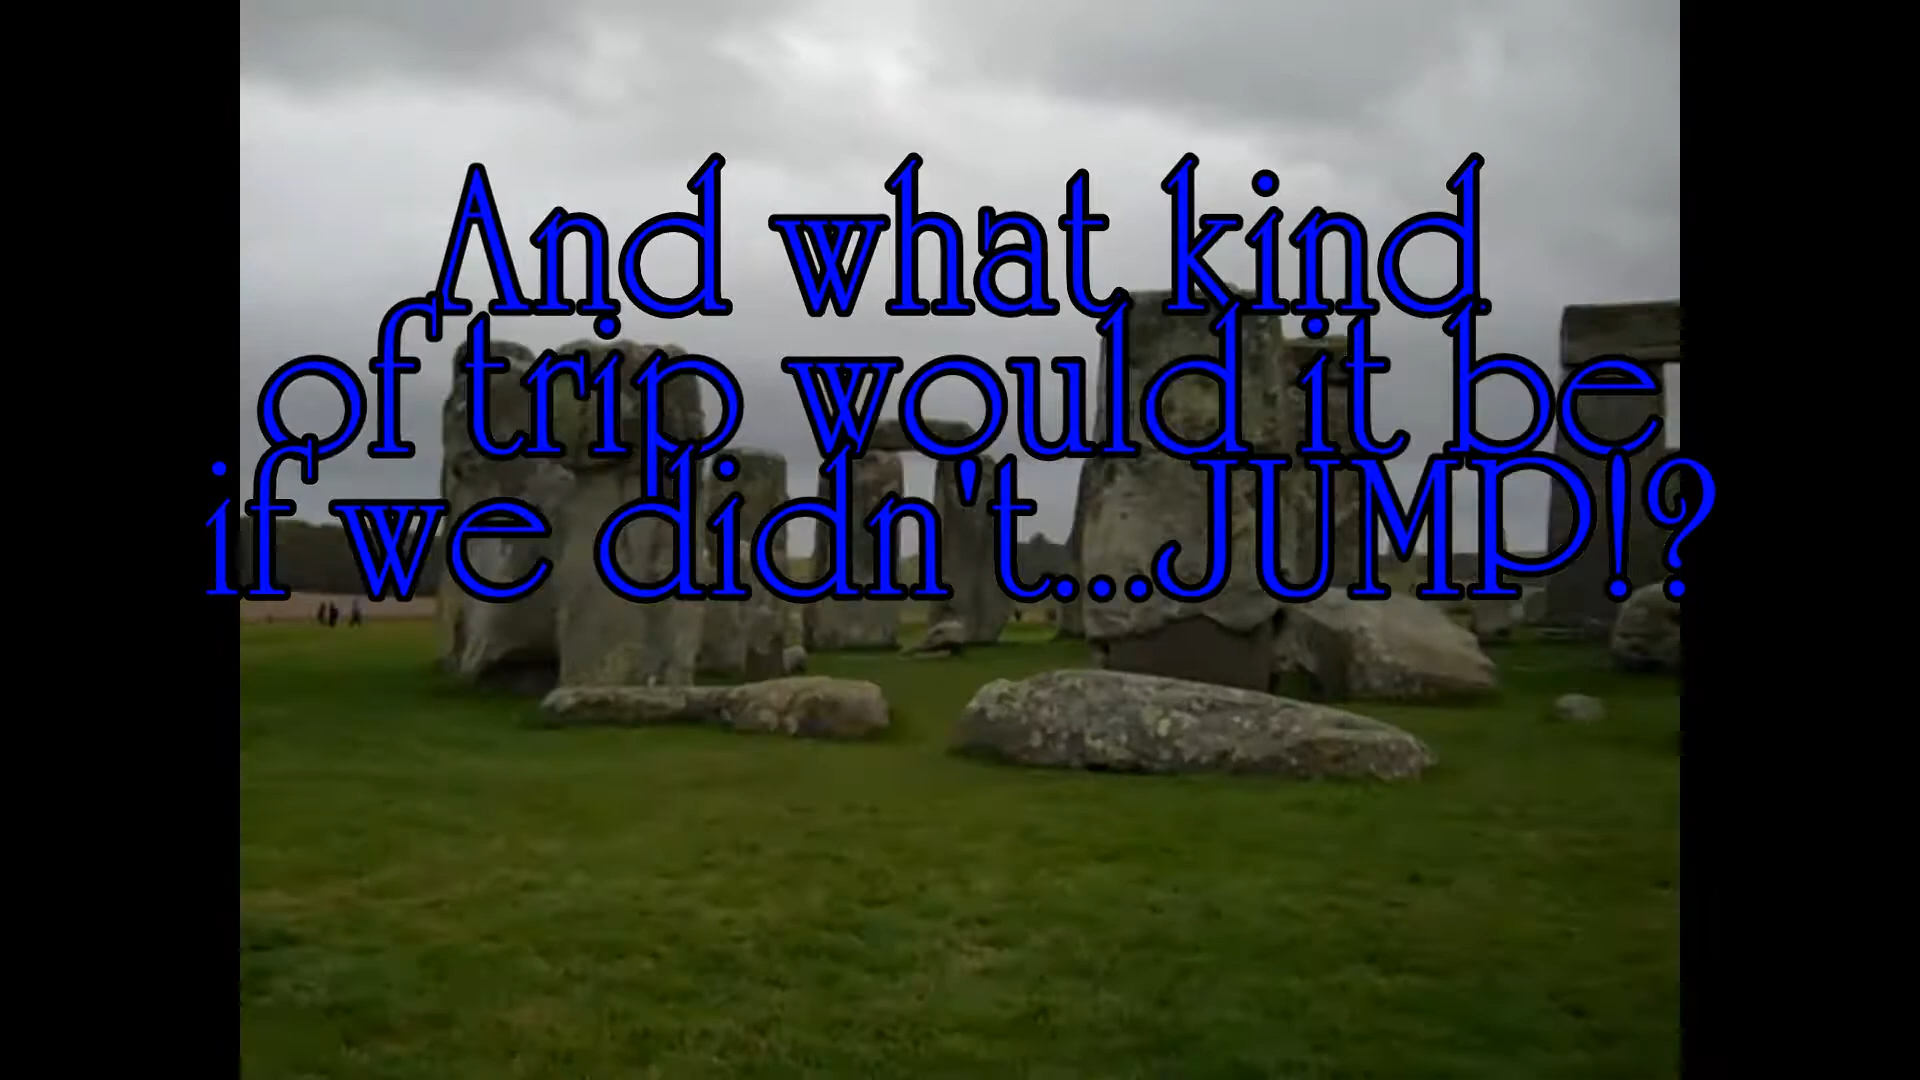 And what kind
of trip would it be
if we didn't...JUMP!?